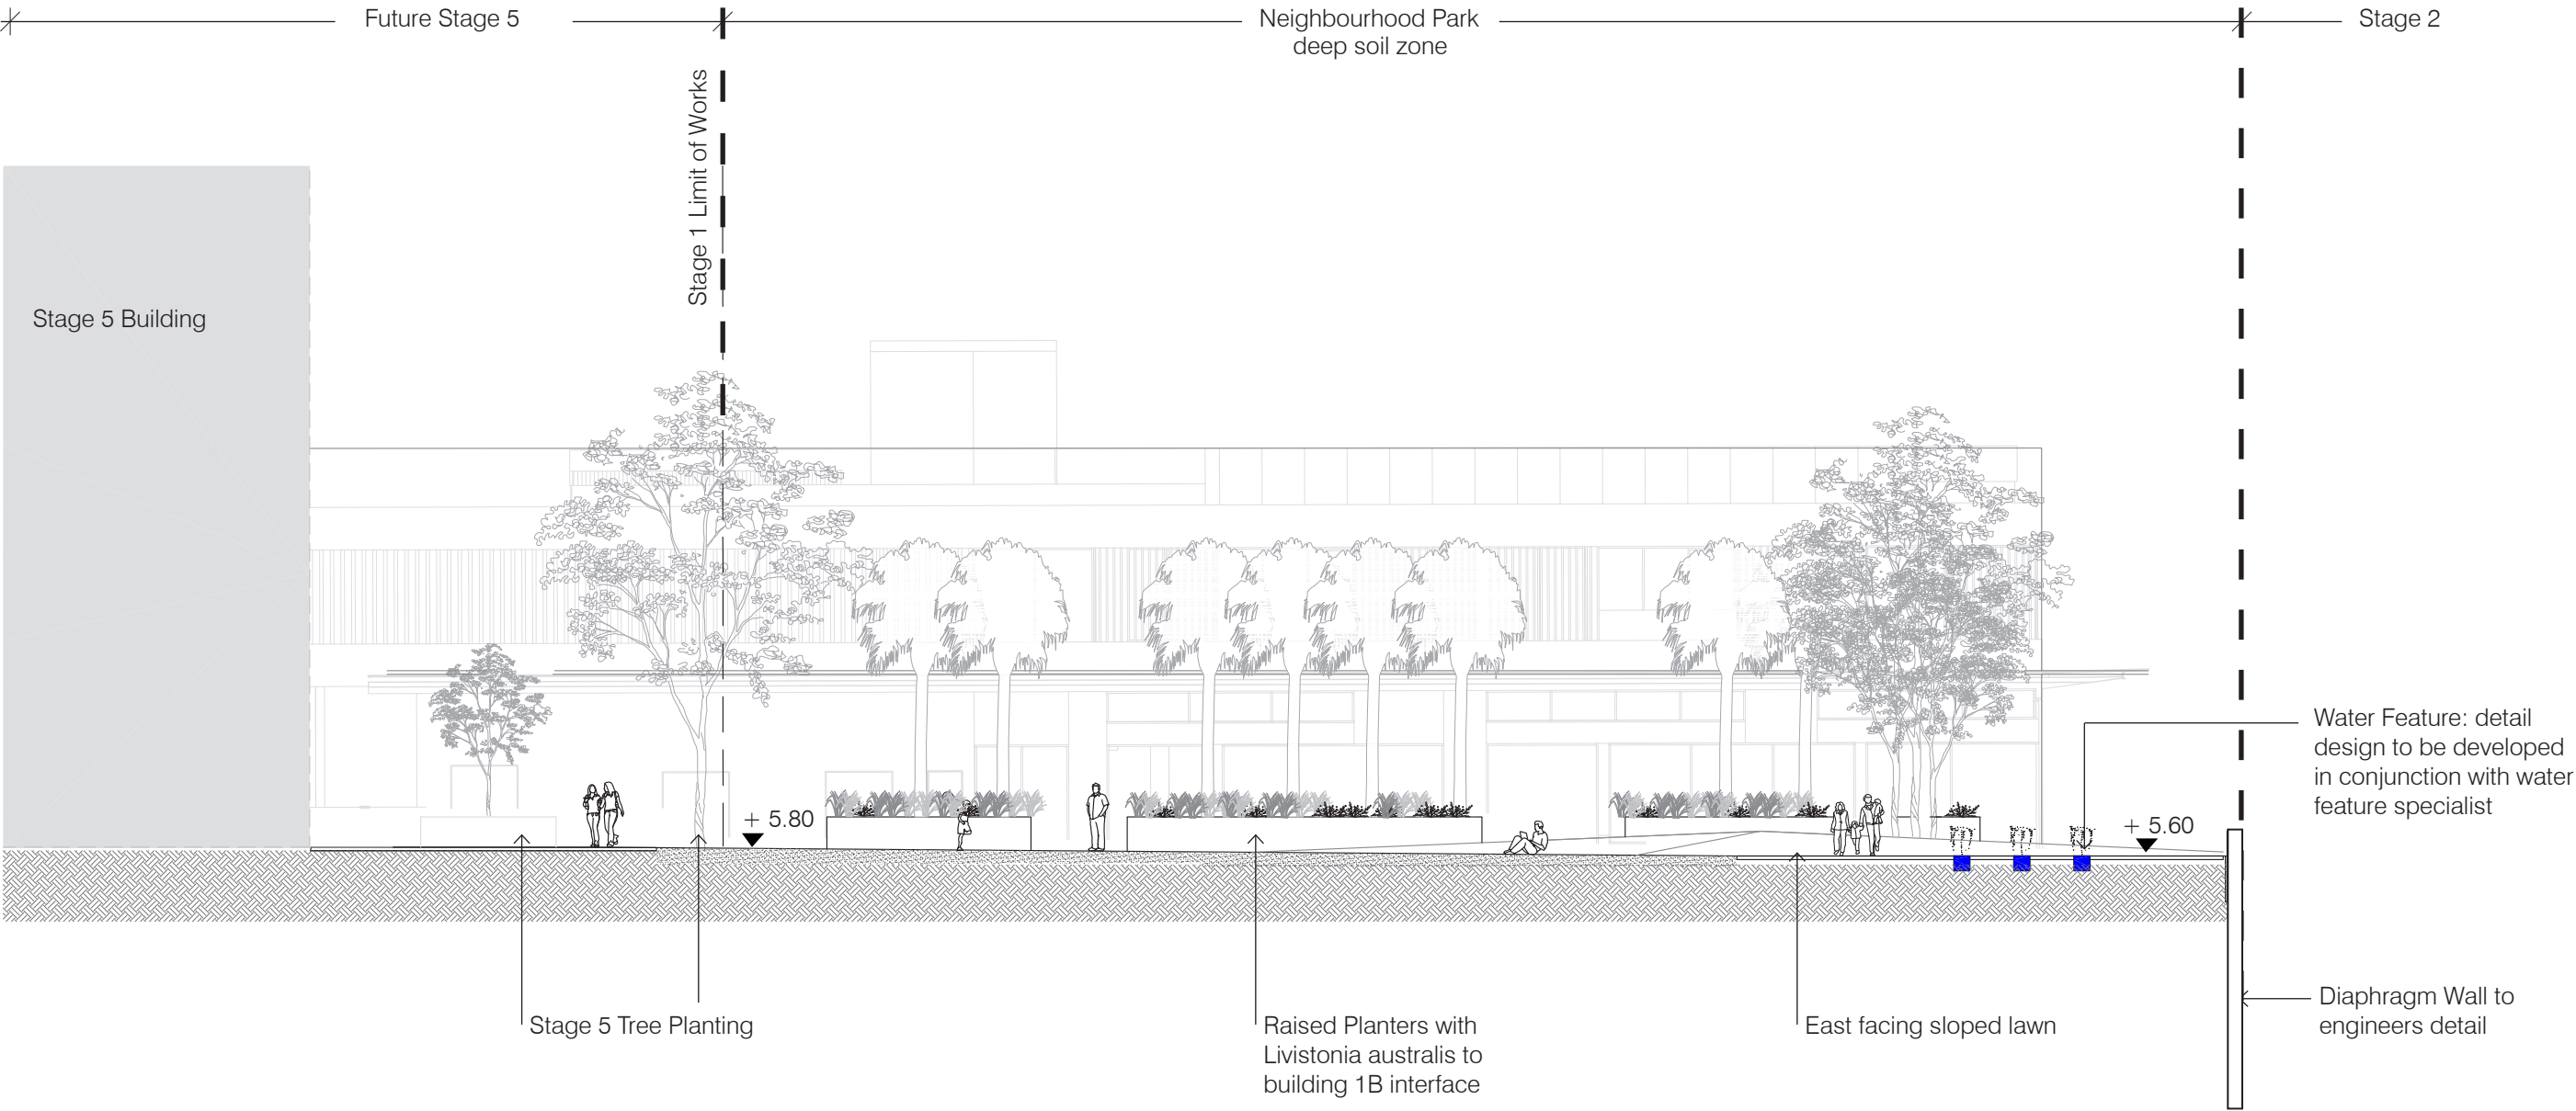 Future Stage 5
Neighbourhood Park
deep soil zone
Stage 2
Stage 1 Limit of Works
Stage 5 Building
Water Feature: detail
design to be developed
in conjunction with water
feature specialist
+ 5.80
+ 5.60
Stage 5 Tree Planting
Raised Planters with
Livistonia australis to
building 1B interface
East facing sloped lawn
Diaphragm Wall to
engineers detail